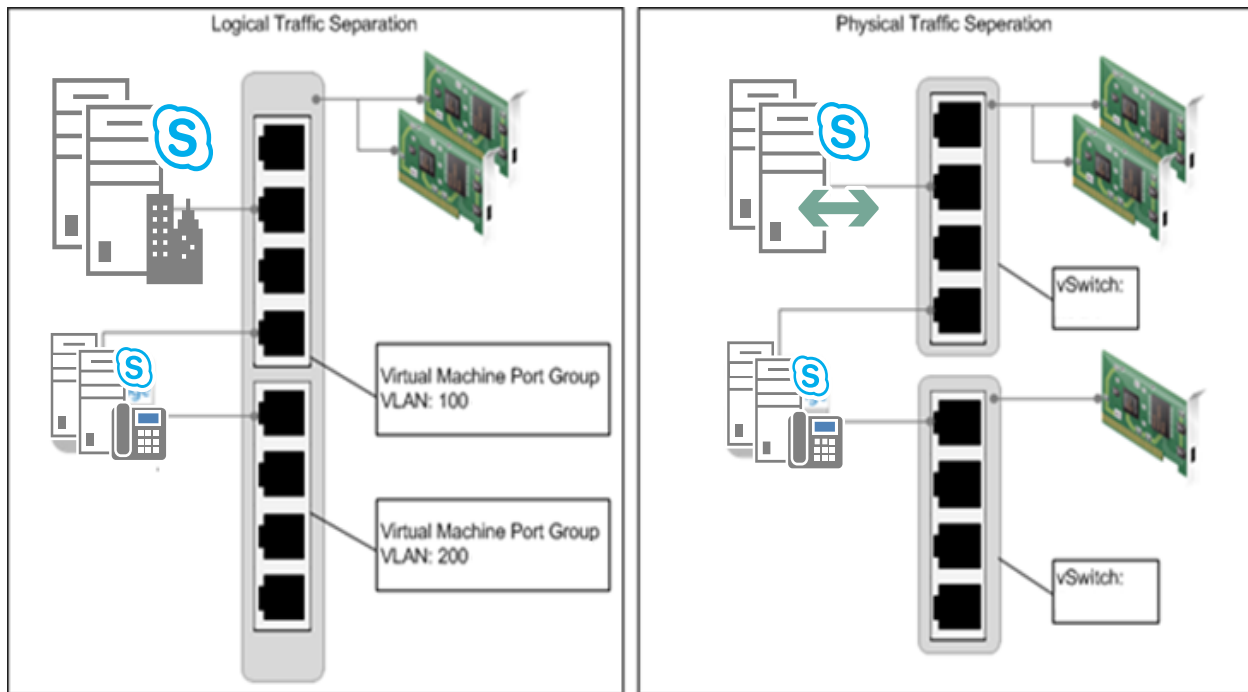 Logical Traffic Separation
S
S
Virtual Machine Port Group
VLAN: 100
Virtual Machine Port Group
VLAN: 200
Physical Traffic Seperation
S
vSwitch:
S
vSwitch: